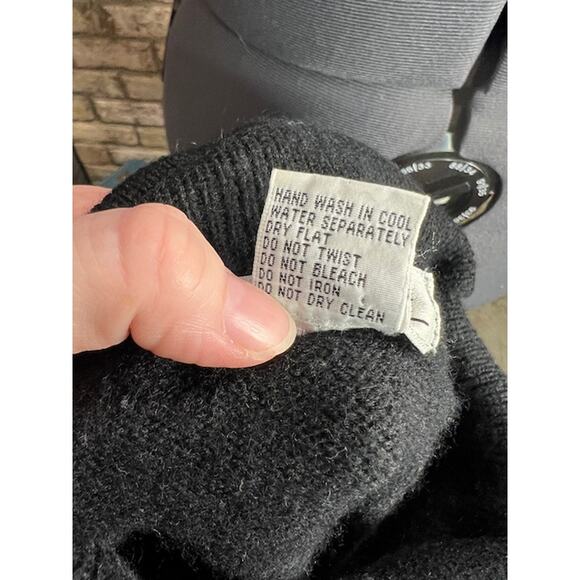 HAND WASH IN COOL
WATER SEPARATELY
DRY FLAT
DO NOT TWIST
DO NOT BLEACH
DO NOT IRON
DO NOT DRY CLEAN